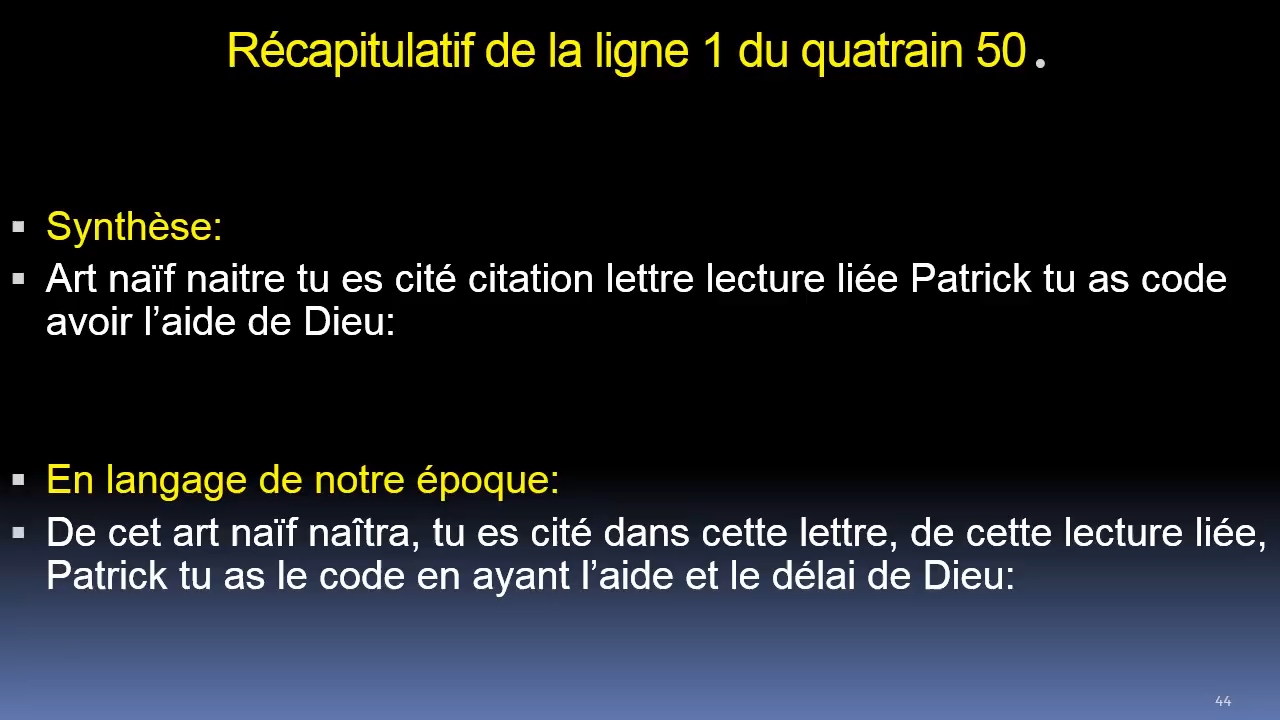 Récapitulatif de la ligne 1 du quatrain 50.
Synthèse:
Art naïf naitre tu es cité citation lettre lecture liée Patrick tu as code
avoir l’aide de Dieu:
En langage de notre époque:
De cet art naïf naîtra, tu es cité dans cette lettre, de cette lecture liée,
Patrick tu as le code en ayant l’aide et le délai de Dieu:
44